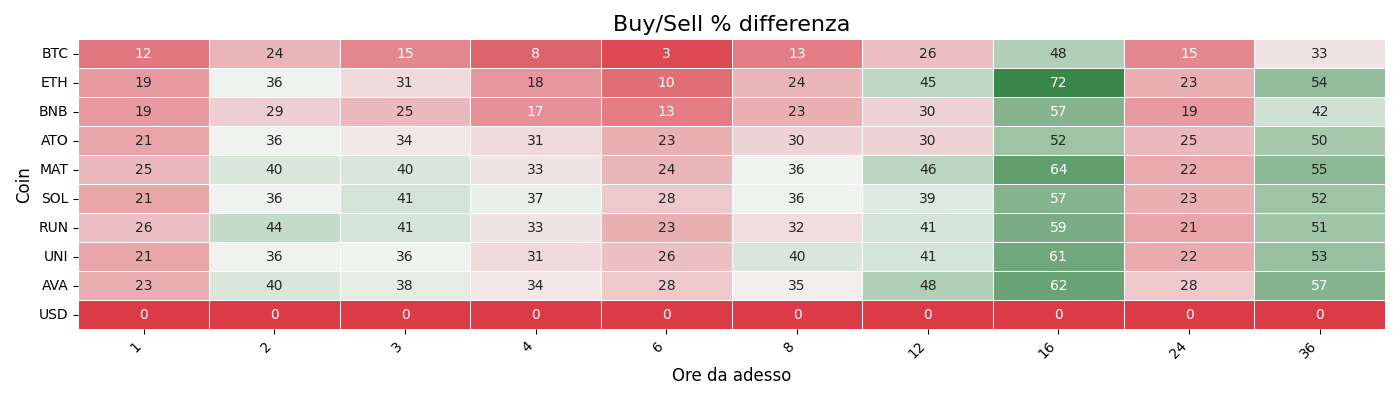 Buy/Sell % differenza
Coin
BTC 12 24 15 8 3 13 26 48 15 33
ETH 19 36 31 18 10 24 45 72 23 54
BNB 19 29 25 17 13 23 30 57 19 42
ATO 21 36 34 31 23 30 30 52 25 50
MAT 25 40 40 33 24 36 46 64 22 55
SOL 21 36 41 37 28 36 39 57 23 52
RUN 26 44 41 33 23 32 41 59 21 51
UNI 21 36 36 31 26 40 41 61 22 53
AVA 23 40 38 34 28 35 48 62 28 57
USD 0 0 0 0 0 0 0 0 0 0
1 2 3 4 6 8 12 16 24 36
Ore da adesso